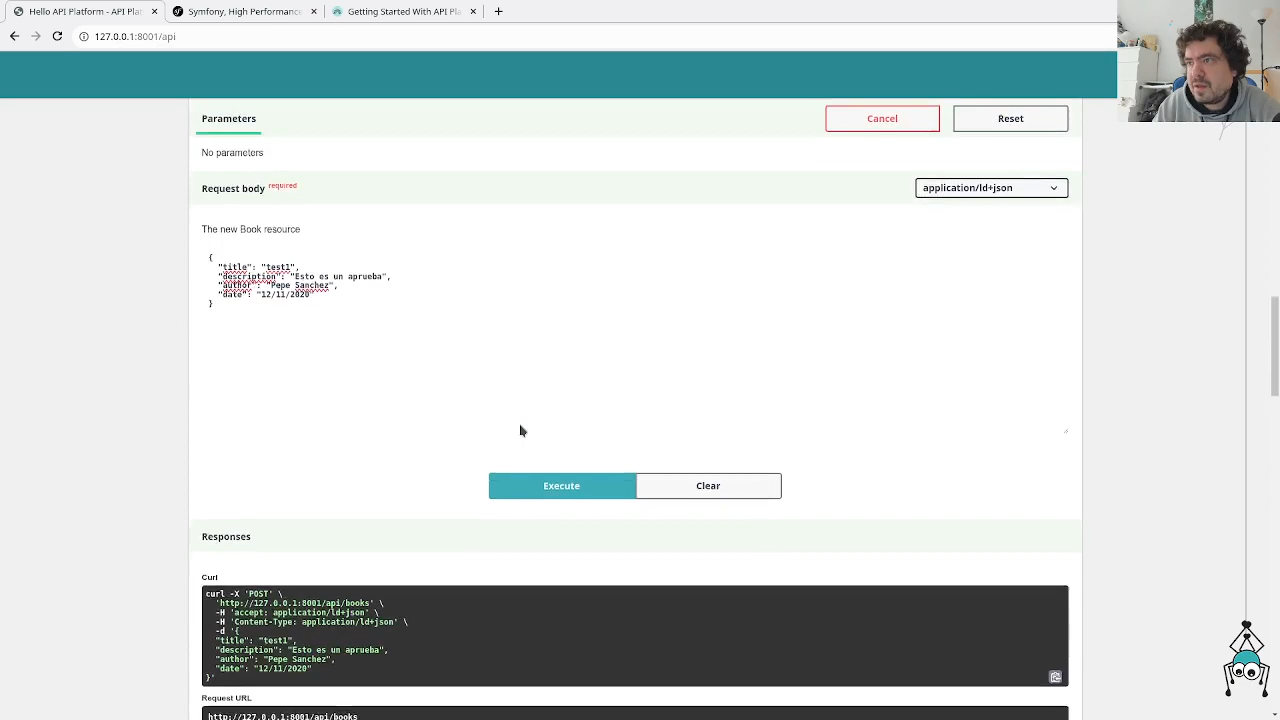 Hello API Platform - API Plat
Symfony, High Performance
Getting Started With API Pla
127.0.0.1:8001/api
Parameters
Cancel
Reset
No parameters
Request body required
application/ld+json
The new Book resource
{
"title": "test1",
"description": "Esto es un aprueba",
"author": "Pepe Sanchez",
"date": "12/11/2020"
}
Execute
Clear
Responses
Curl
curl -X 'POST' \
'http://127.0.0.1:8001/api/books' \
-H 'accept: application/ld+json' \
-H 'Content-Type: application/ld+json' \
-d '{
"title": "test1",
"description": "Esto es un aprueba",
"author": "Pepe Sanchez",
"date": "12/11/2020"
}'
Request URL
http://127.0.0.1:8001/api/books